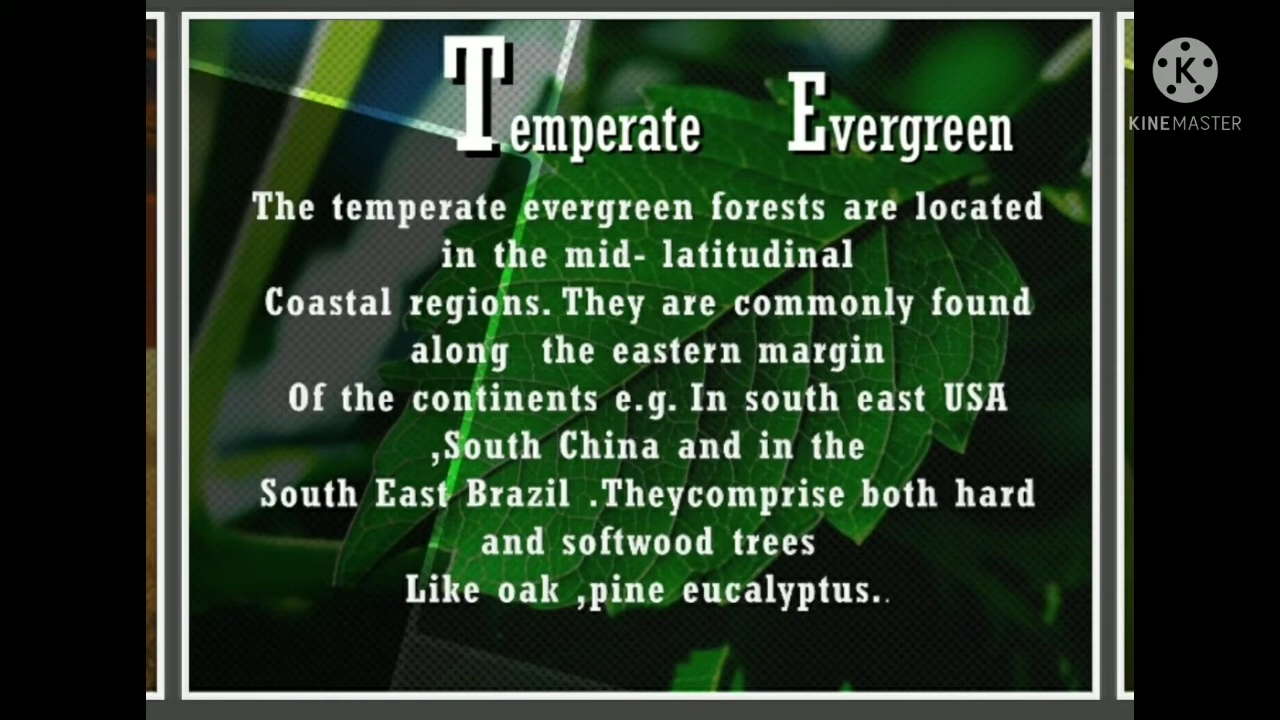 Temperate Evergreen
The temperate evergreen forests are located
in the mid- latitudinal
Coastal regions. They are commonly found
along the eastern margin
Of the continents e.g. In south east USA
,South China and in the
South East Brazil .Theycomprise both hard
and softwood trees
Like oak ,pine eucalyptus..
K
KINEMASTER